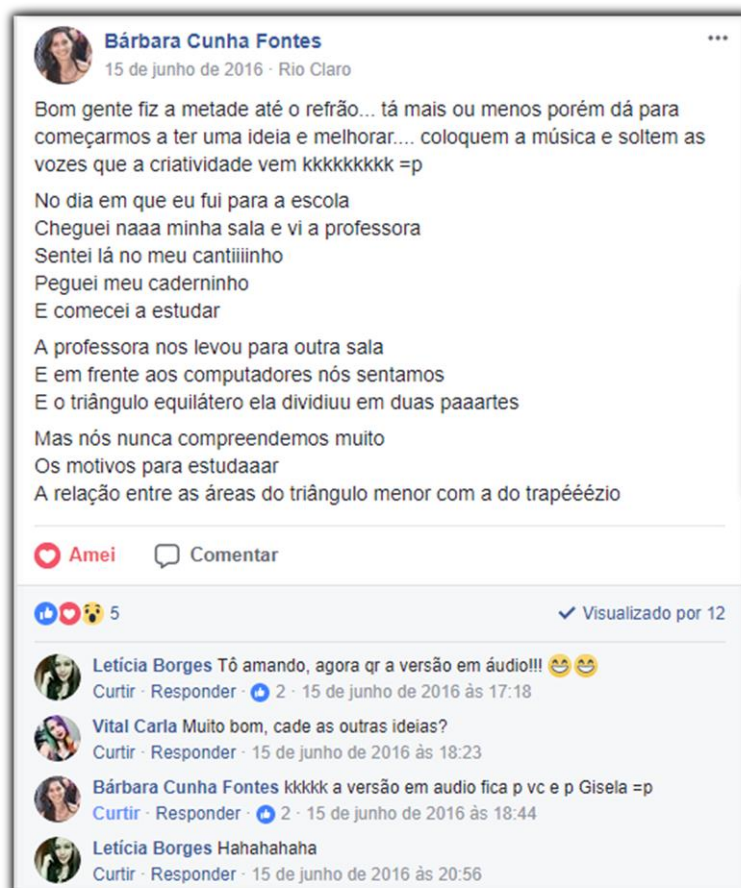 Bárbara Cunha Fontes
15 de junho de 2016 · Rio Claro
Bom gente fiz a metade até o refrão... tá mais ou menos porém dá para
começarmos a ter uma ideia e melhorar.... coloquem a música e soltem as
vozes que a criatividade vem kkkkkkkkk =p
No dia em que eu fui para a escola
Cheguei naaa minha sala e vi a professora
Sentei lá no meu cantiiiinho
Peguei meu caderninho
E comecei a estudar
A professora nos levou para outra sala
E em frente aos computadores nós sentamos
E o triângulo equilátero ela dividiuu em duas paaartes
Mas nós nunca compreendemos muito
Os motivos para estudaaar
A relação entre as áreas do triângulo menor com a do trapééézio
Amei Comentar
5 Visualizado por 12
Letícia Borges Tô amando, agora qr a versão em áudio!!! 😁😁
Curtir · Responder · 2 · 15 de junho de 2016 às 17:18
Vital Carla Muito bom, cade as outras ideias?
Curtir · Responder · 15 de junho de 2016 às 18:23
Bárbara Cunha Fontes kkkkk a versão em audio fica p vc e p Gisela =p
Curtir · Responder · 2 · 15 de junho de 2016 às 18:44
Letícia Borges Hahahahaha
Curtir · Responder · 15 de junho de 2016 às 20:56